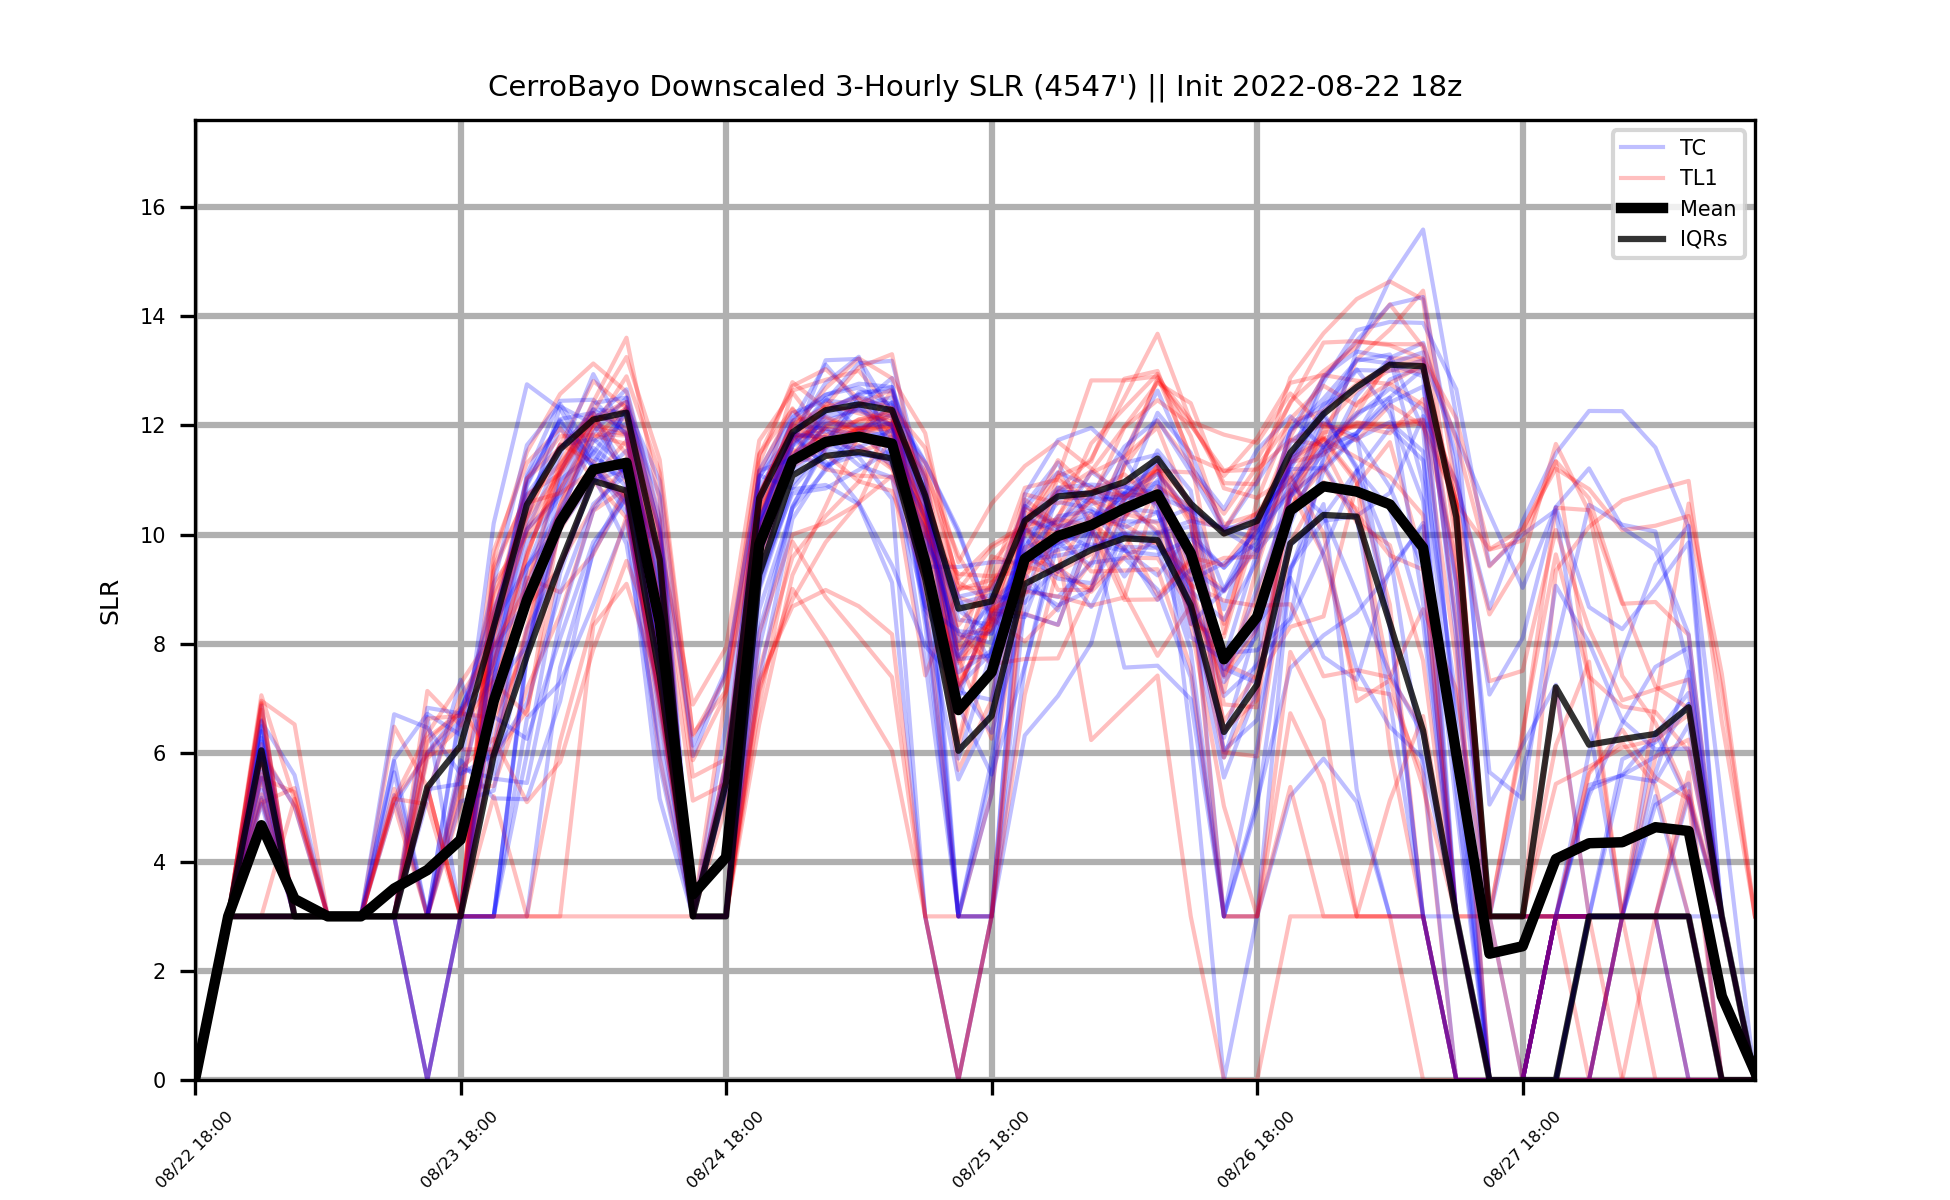 CerroBayo Downscaled 3-Hourly SLR (4547') || Init 2022-08-22 18z
TC
TL1
Mean
IQRs
SLR
16
14
12
10
8
6
4
2
0
08/22 18:00
08/23 18:00
08/24 18:00
08/25 18:00
08/26 18:00
08/27 18:00